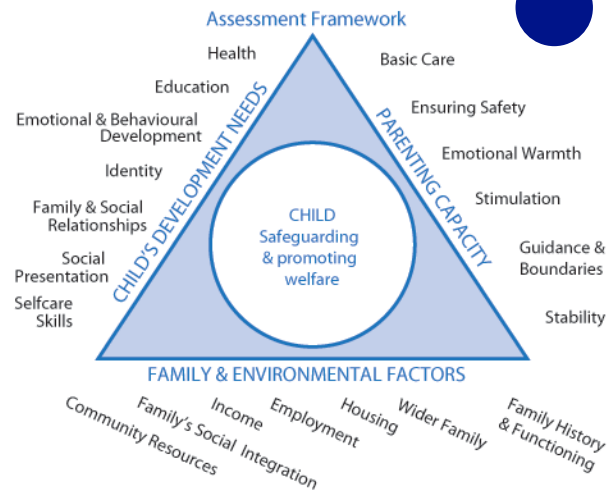 Assessment Framework
Health
Education
Emotional & Behavioural
Development
Identity
Family & Social
Relationships
Social
Presentation
Selfcare
Skills
CHILD'S DEVELOPMENT NEEDS
CHILD
Safeguarding
& promoting
welfare
PARENTING CAPACITY
Basic Care
Ensuring Safety
Emotional Warmth
Stimulation
Guidance &
Boundaries
Stability
FAMILY & ENVIRONMENTAL FACTORS
Community Resources
Family's Social Integration
Income
Employment
Housing
Wider Family
Family History
& Functioning